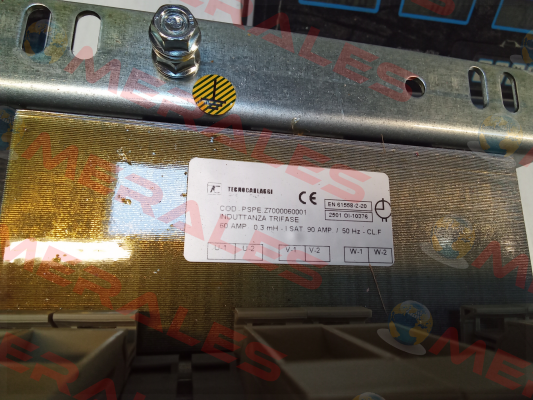 TECNOCABLAGGI
CE
COD. PSPE Z7000060001
INDUTTANZA TRIFASE
60 AMP. 0.3 mH - I SAT 90 AMP / 50 Hz - CL.F
EN 61558-2-20
2501 OI-10376
U-1 U-2 V-1 V-2 W-1 W-2
MERALES
MERALES
MERALES
MERALES